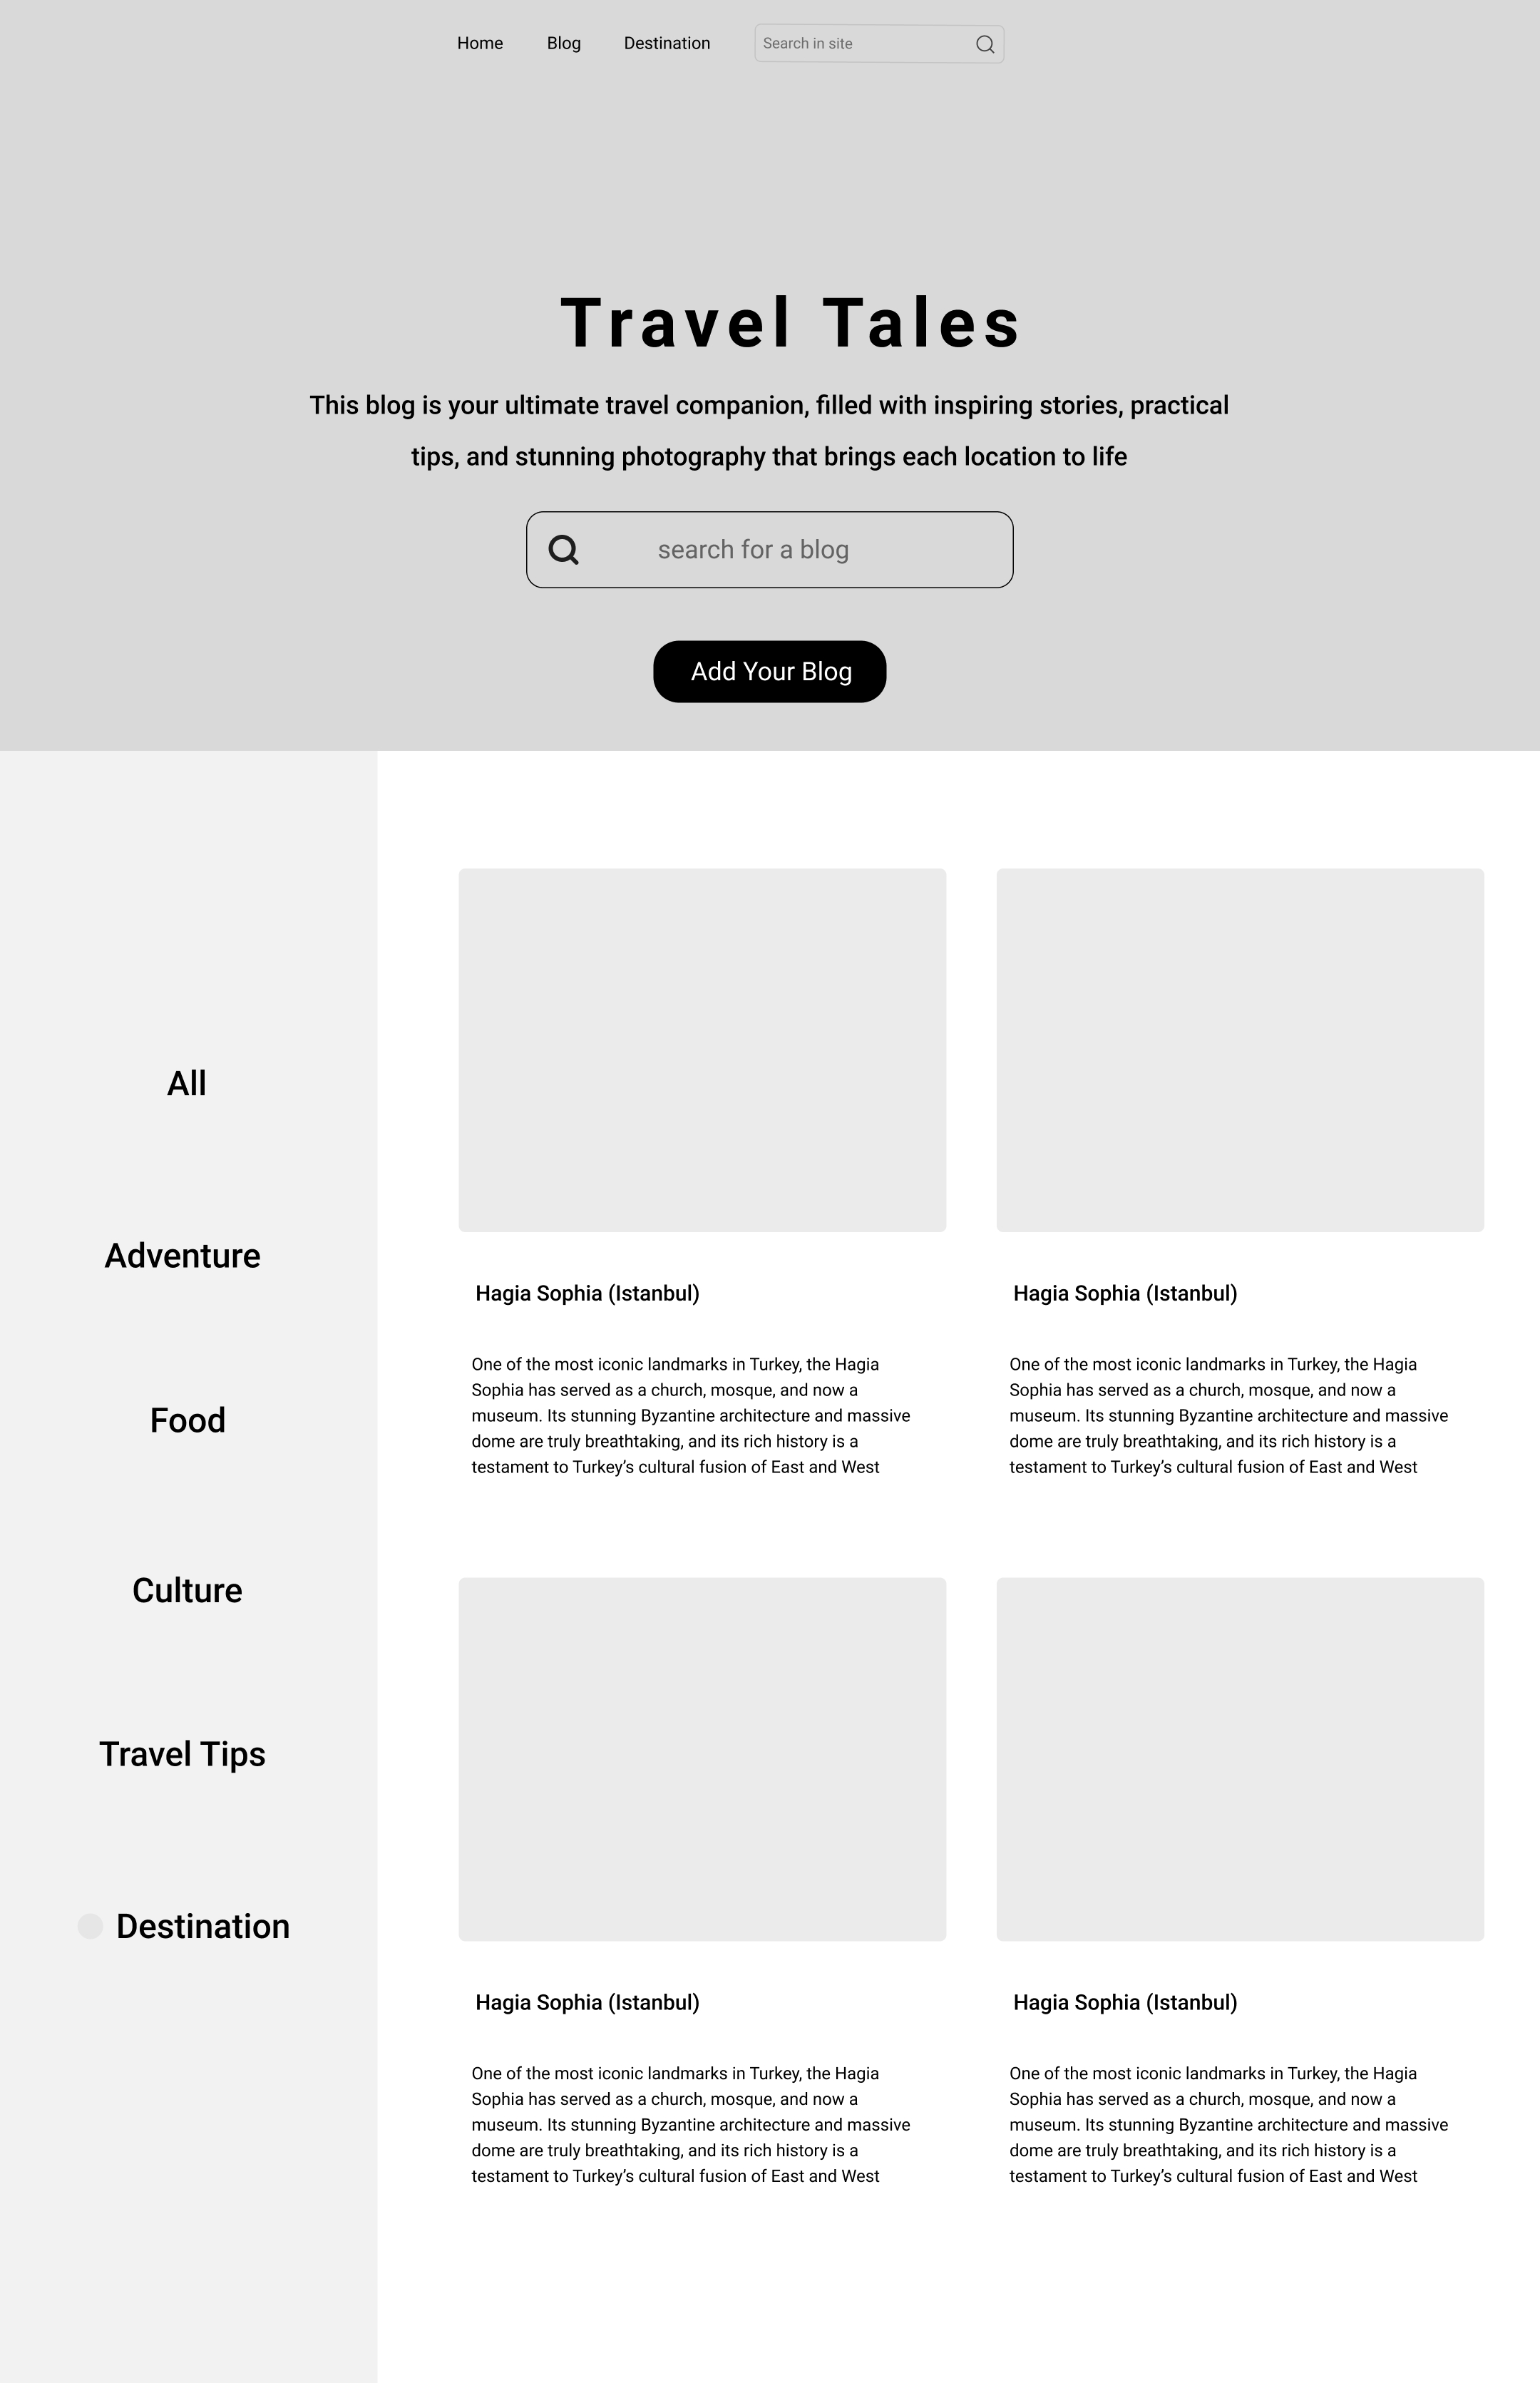 Home
Blog
Destination
Search in site
Travel Tales
This blog is your ultimate travel companion, filled with inspiring stories, practical
tips, and stunning photography that brings each location to life
search for a blog
Add Your Blog
All
Adventure
Food
Culture
Travel Tips
Destination
Hagia Sophia (Istanbul)
One of the most iconic landmarks in Turkey, the Hagia
Sophia has served as a church, mosque, and now a
museum. Its stunning Byzantine architecture and massive
dome are truly breathtaking, and its rich history is a
testament to Turkey’s cultural fusion of East and West
Hagia Sophia (Istanbul)
One of the most iconic landmarks in Turkey, the Hagia
Sophia has served as a church, mosque, and now a
museum. Its stunning Byzantine architecture and massive
dome are truly breathtaking, and its rich history is a
testament to Turkey’s cultural fusion of East and West
Hagia Sophia (Istanbul)
One of the most iconic landmarks in Turkey, the Hagia
Sophia has served as a church, mosque, and now a
museum. Its stunning Byzantine architecture and massive
dome are truly breathtaking, and its rich history is a
testament to Turkey’s cultural fusion of East and West
Hagia Sophia (Istanbul)
One of the most iconic landmarks in Turkey, the Hagia
Sophia has served as a church, mosque, and now a
museum. Its stunning Byzantine architecture and massive
dome are truly breathtaking, and its rich history is a
testament to Turkey’s cultural fusion of East and West